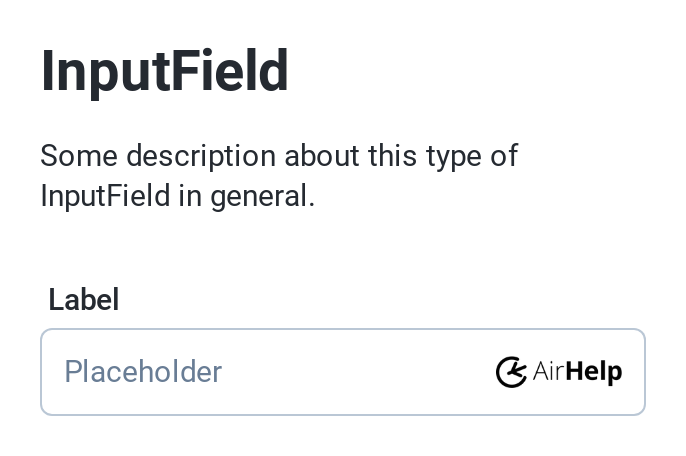 InputField
Some description about this type of
InputField in general.
Label
Placeholder AirHelp